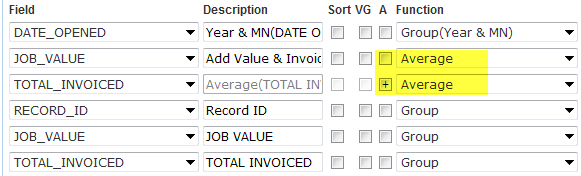 Field Description Sort VG A Function
DATE_OPENED Year & MN(DATE O Group(Year & MN)
JOB_VALUE Add Value & Invoic Average
TOTAL_INVOICED Average(TOTAL IN + Average
RECORD_ID Record ID Group
JOB_VALUE JOB VALUE Group
TOTAL_INVOICED TOTAL INVOICED Group